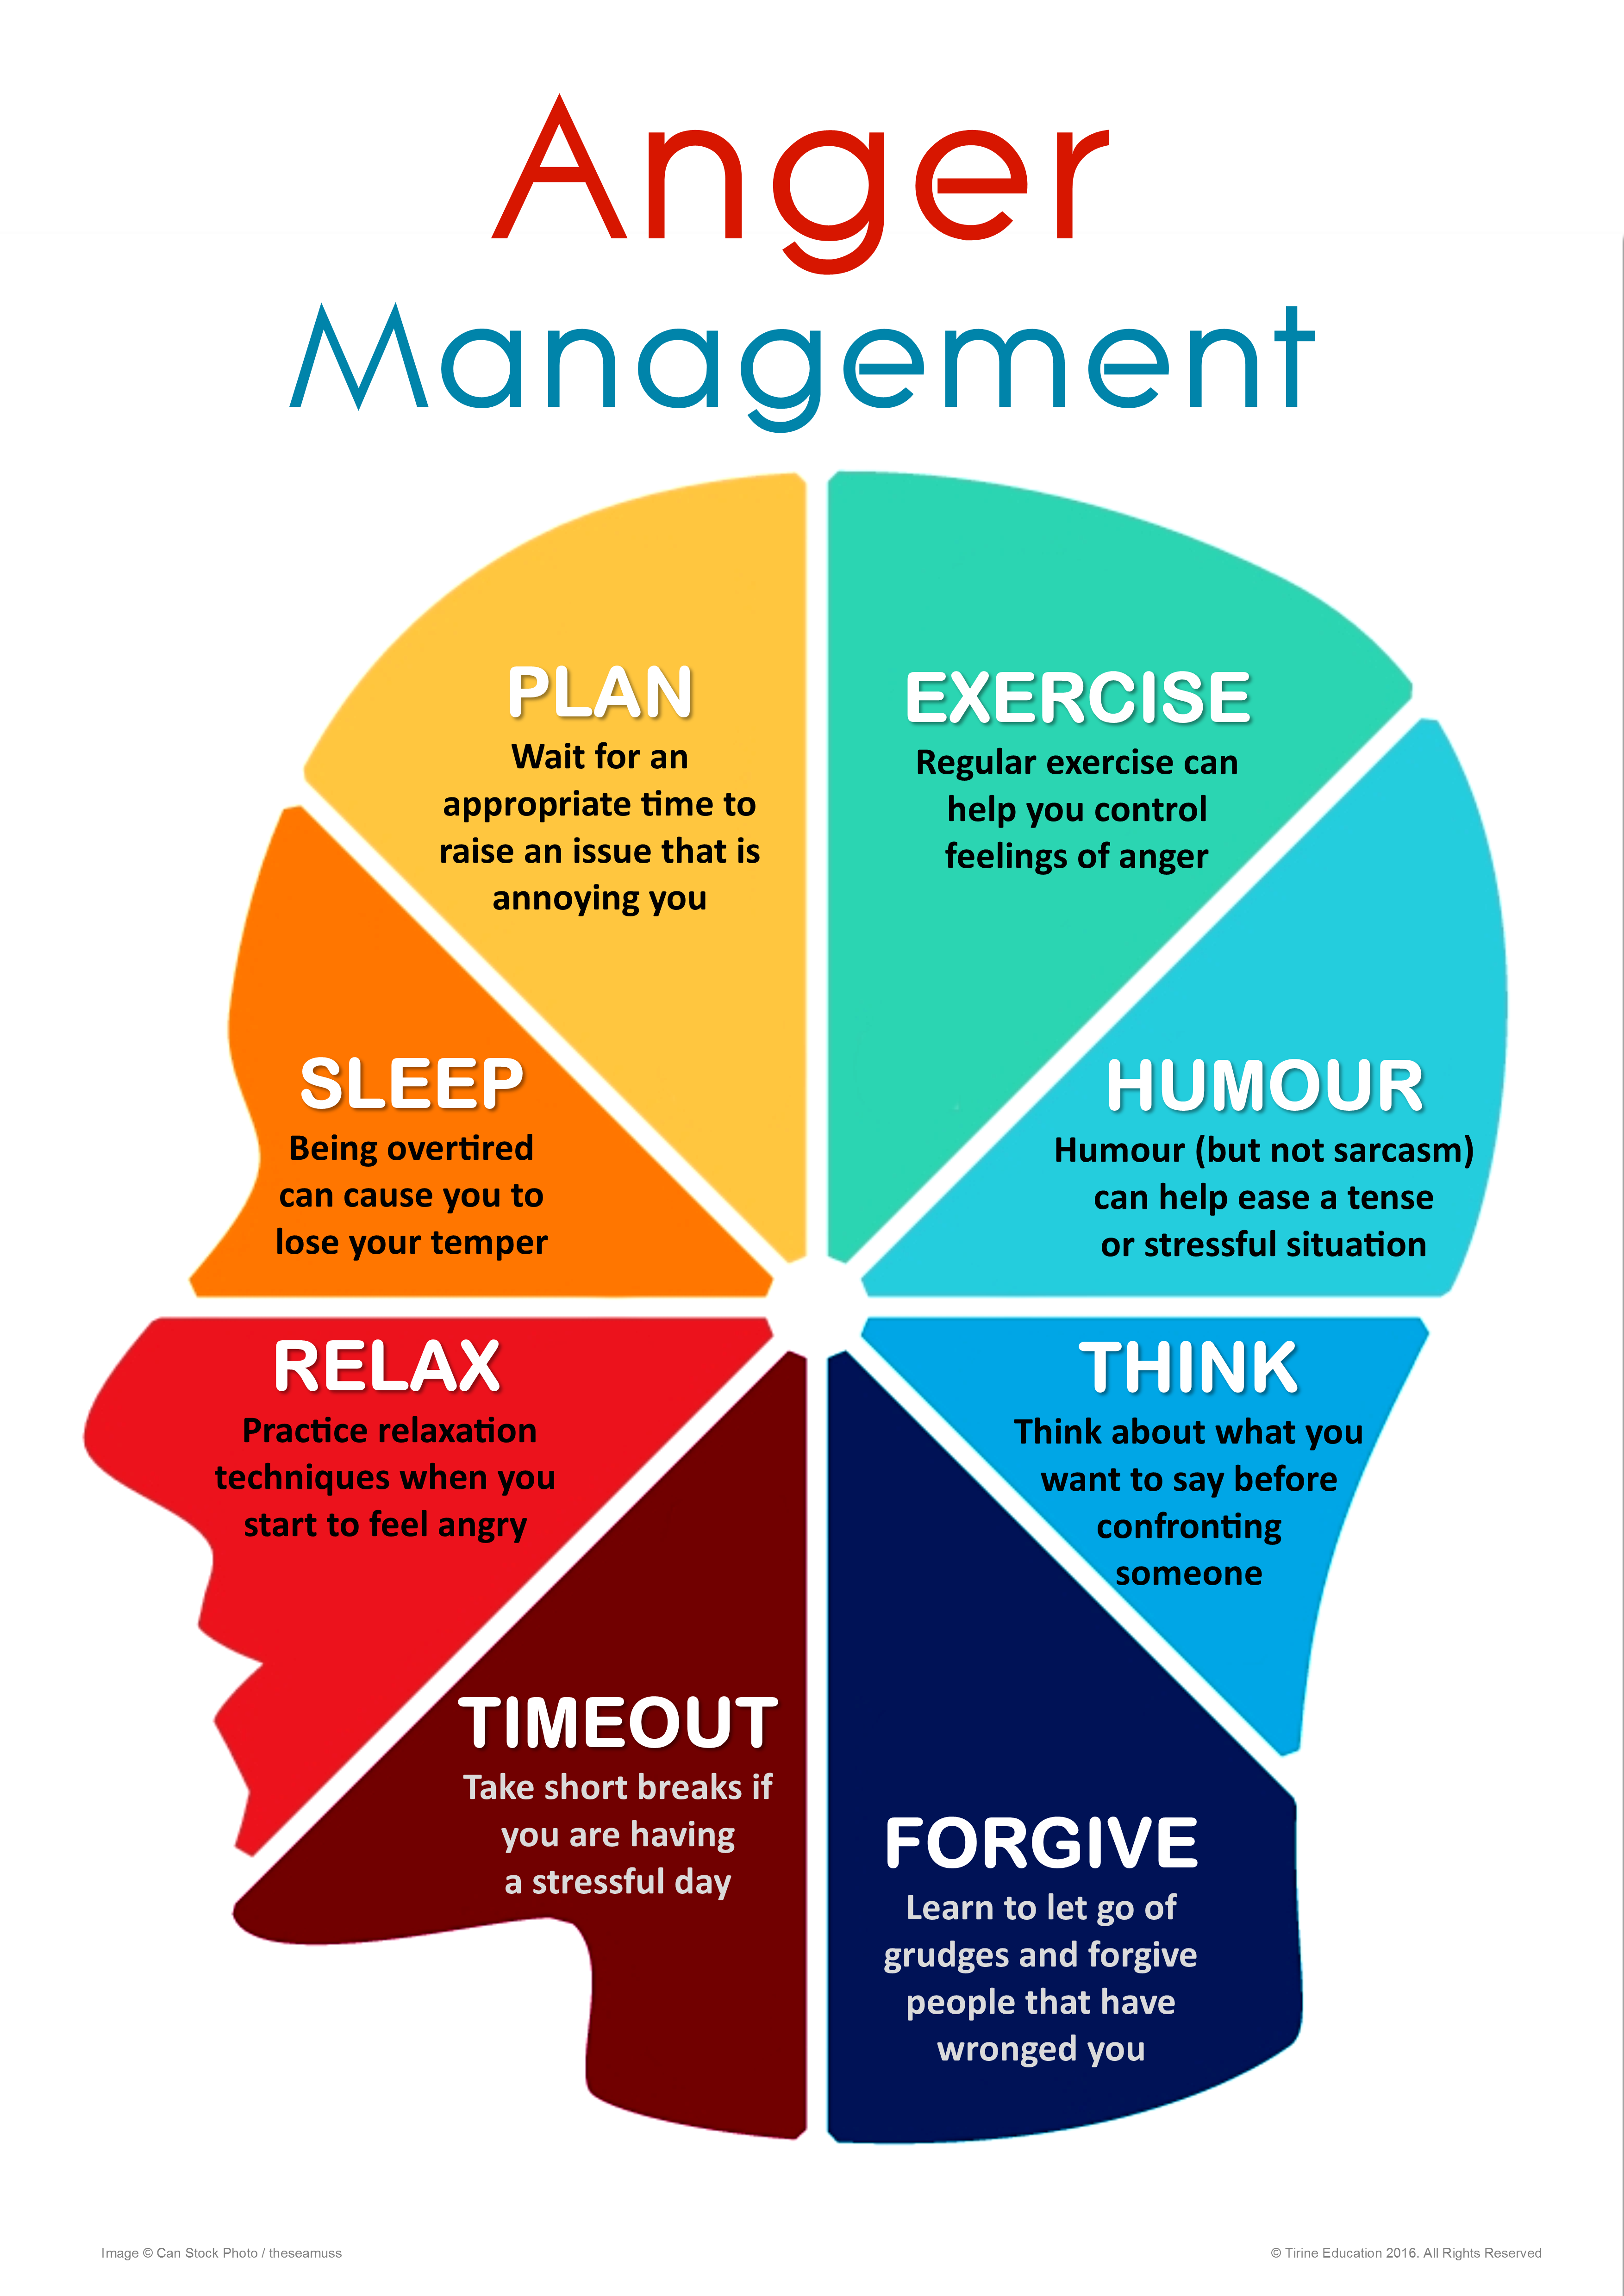 Anger
Management
PLAN
Wait for an
appropriate time to
raise an issue that is
annoying you
EXERCISE
Regular exercise can
help you control
feelings of anger
SLEEP
Being overtired
can cause you to
lose your temper
HUMOUR
Humour (but not sarcasm)
can help ease a tense
or stressful situation
RELAX
Practice relaxation
techniques when you
start to feel angry
THINK
Think about what you
want to say before
confronting
someone
TIMEOUT
Take short breaks if
you are having
a stressful day
FORGIVE
Learn to let go of
grudges and forgive
people that have
wronged you
Image © Can Stock Photo / theseamuss
© Tirine Education 2016. All Rights Reserved